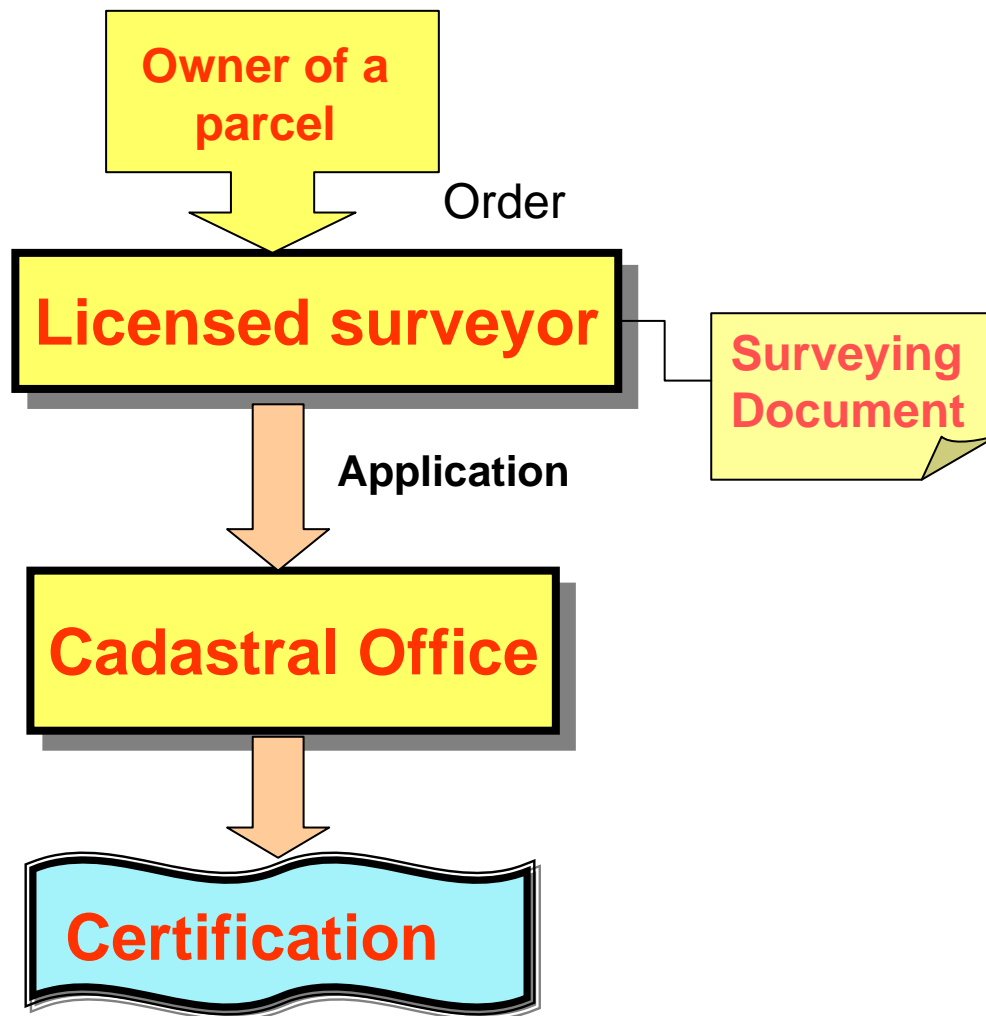 Owner of a
parcel
Order
Licensed surveyor
Surveying
Document
Application
Cadastral Office
Certification